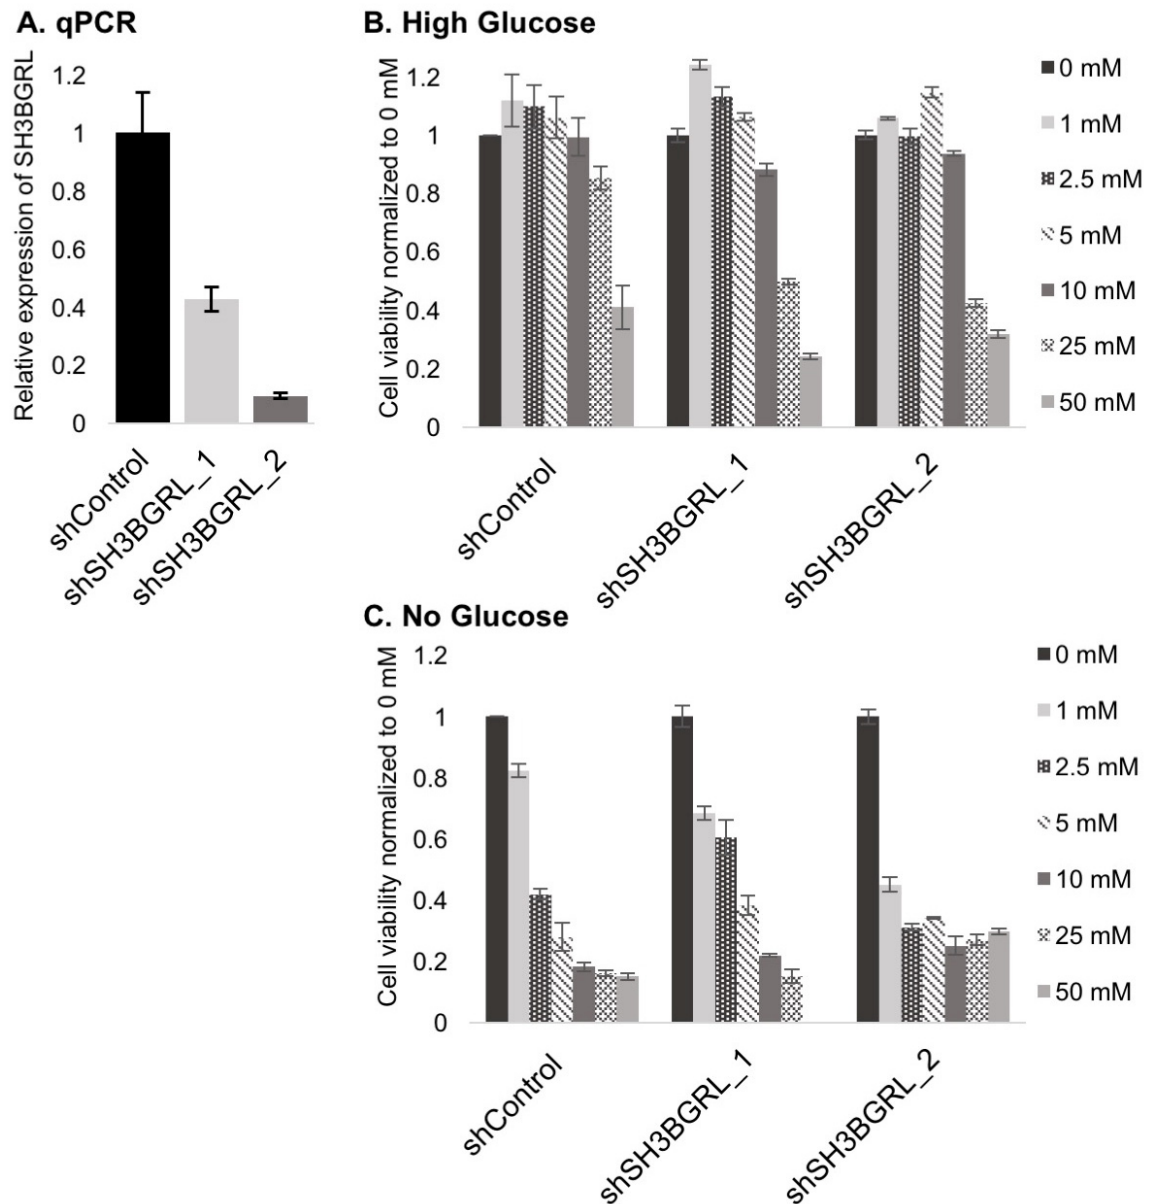 A. qPCR
Relative expression of SH3BGRL
1.2
1
0.8
0.6
0.4
0.2
0
shControl
shSH3BGRL_1
shSH3BGRL_2
B. High Glucose
Cell viability normalized to 0 mM
1.2
1
0.8
0.6
0.4
0.2
0
shControl
shSH3BGRL_1
shSH3BGRL_2
0 mM
1 mM
2.5 mM
5 mM
10 mM
25 mM
50 mM
C. No Glucose
Cell viability normalized to 0 mM
1.2
1
0.8
0.6
0.4
0.2
0
shControl
shSH3BGRL_1
shSH3BGRL_2
0 mM
1 mM
2.5 mM
5 mM
10 mM
25 mM
50 mM